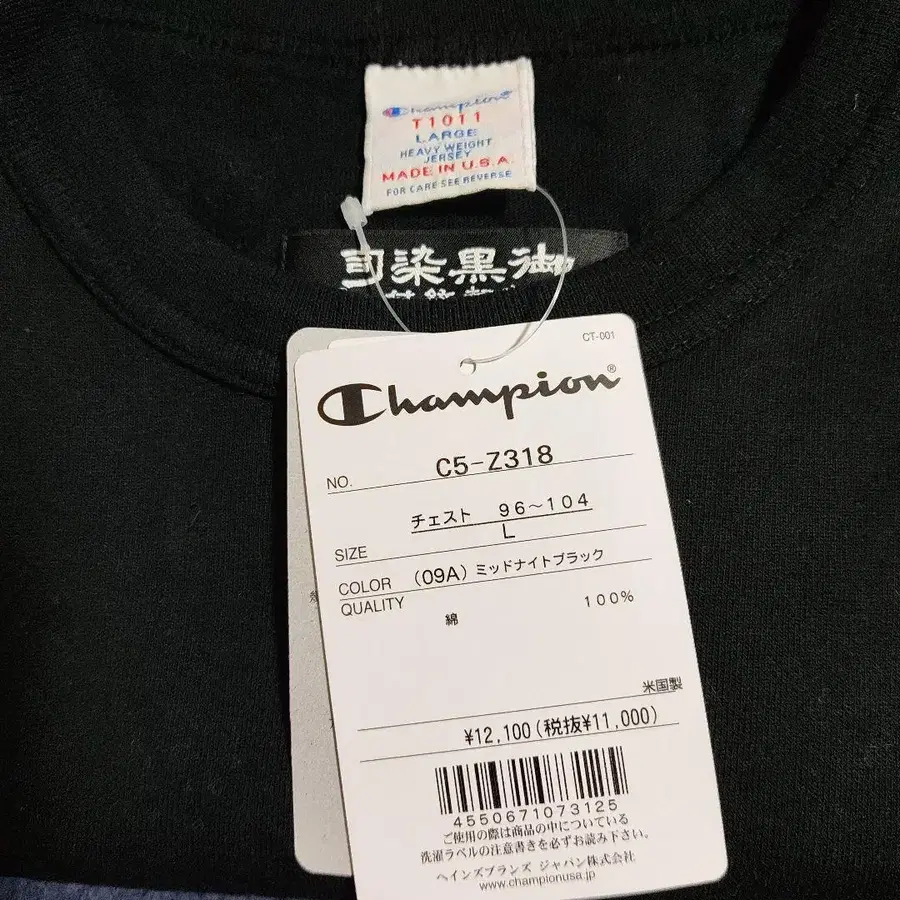 Champion
T1011
LARGE
HEAVY WEIGHT
JERSEY
MADE IN U.S.A.
FOR CARE SEE REVERSE
司染黒御
CT-001
Champion®
NO. C5-Z318
チェスト 96～104
SIZE L
COLOR (09A) ミッドナイトブラック
QUALITY
綿 100%
米国製
¥12,100(税抜¥11,000)
4550671073125
ご使用の際は商品の中についている
洗濯ラベルの注意書きを必ずお読み下さい。
ヘインズブランズ ジャパン株式会社
www.championusa.jp